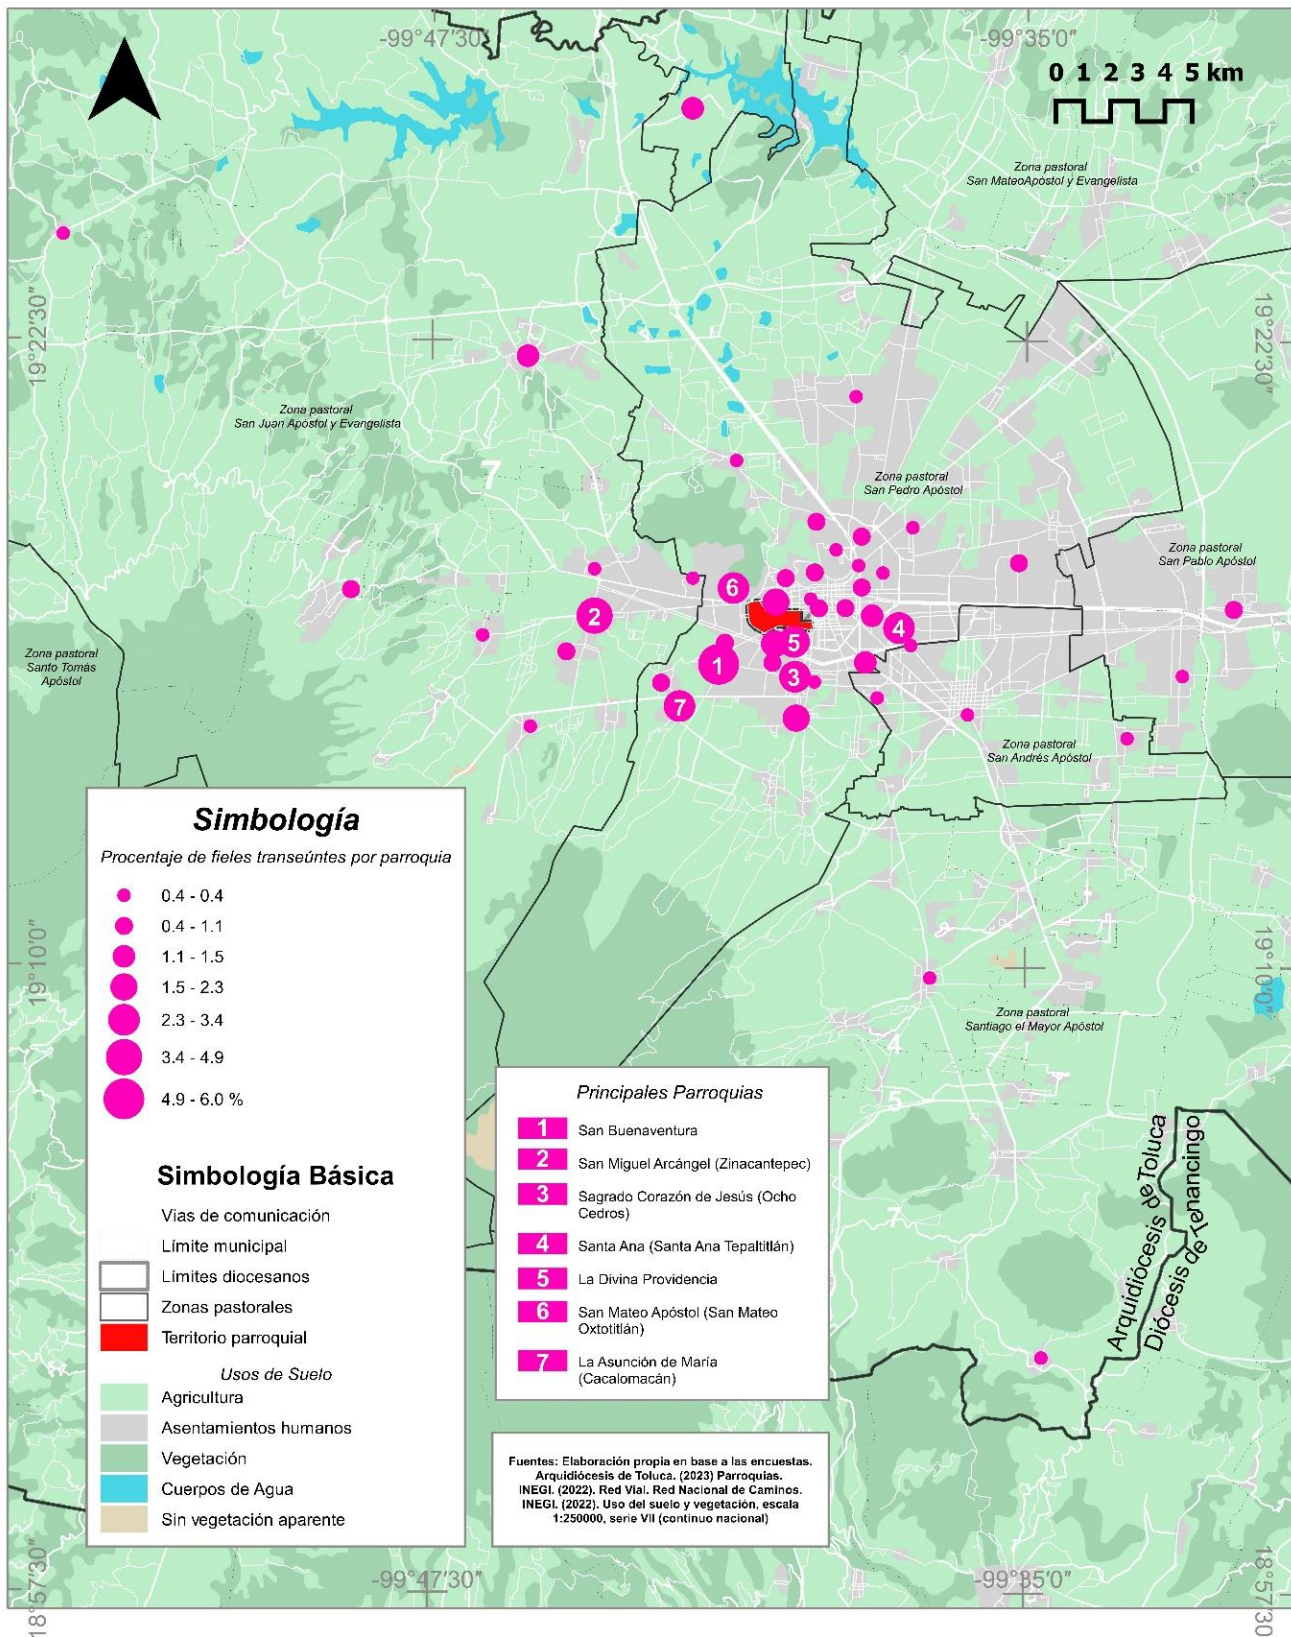 -99°47'30"
-99°35'0"
0 1 2 3 4 5 km
Zona pastoral
San MateoApóstol y Evangelista
19°22'30"
19°22'30"
Zona pastoral
San Juan Apóstol y Evangelista
7
Zona pastoral
San Pedro Apóstol
Zona pastoral
San Pablo Apóstol
6
2
4
5
1
3
7
Zona pastoral
Santo Tomás
Apóstol
Zona pastoral
San Andrés Apóstol
Simbología
Procentaje de fieles transeúntes por parroquia
0.4 - 0.4
0.4 - 1.1
1.1 - 1.5
1.5 - 2.3
2.3 - 3.4
3.4 - 4.9
4.9 - 6.0 %
19°10'0"
19°10'0"
Zona pastoral
Santiago el Mayor Apóstol
4
5
7
Simbología Básica
Vias de comunicación
Límite municipal
Límites diocesanos
Zonas pastorales
Territorio parroquial
Usos de Suelo
Agricultura
Asentamientos humanos
Vegetación
Cuerpos de Agua
Sin vegetación aparente
Principales Parroquias
1 San Buenaventura
2 San Miguel Arcángel (Zinacantepec)
3 Sagrado Corazón de Jesús (Ocho
Cedros)
4 Santa Ana (Santa Ana Tepaltitlán)
5 La Divina Providencia
6 San Mateo Apóstol (San Mateo
Oxtotitlán)
7 La Asunción de María
(Cacalomacán)
Arquidiócesis de Toluca
Diócesis de Tenancingo
Fuentes: Elaboración propia en base a las encuestas.
Arquidiócesis de Toluca. (2023) Parroquias.
INEGI. (2022). Red Vial. Red Nacional de Caminos.
INEGI. (2022). Uso del suelo y vegetación, escala
1:250000, serie VII (continuo nacional)
-99°47'30"
-99°35'0"
18°57'30"
18°57'30